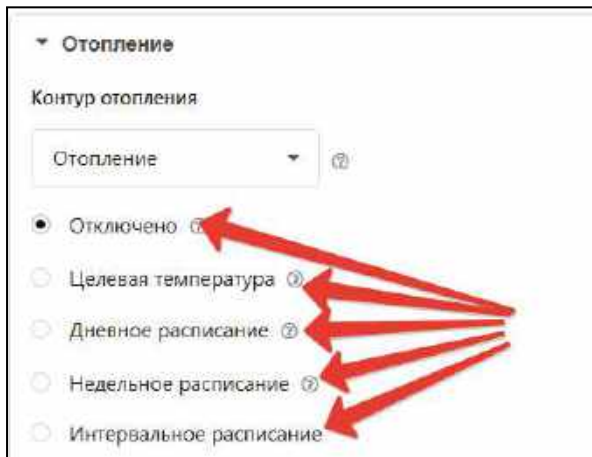 Отопление
Контур отопления
Отопление
Отключено
Целевая температура
Дневное расписание
Недельное расписание
Интервальное расписание